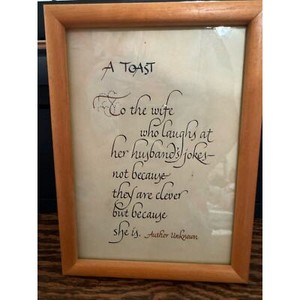 A TOAST
To the wife
who laughs at
her husband's jokes—
not because
they are clever
but because
she is. Author Unknown